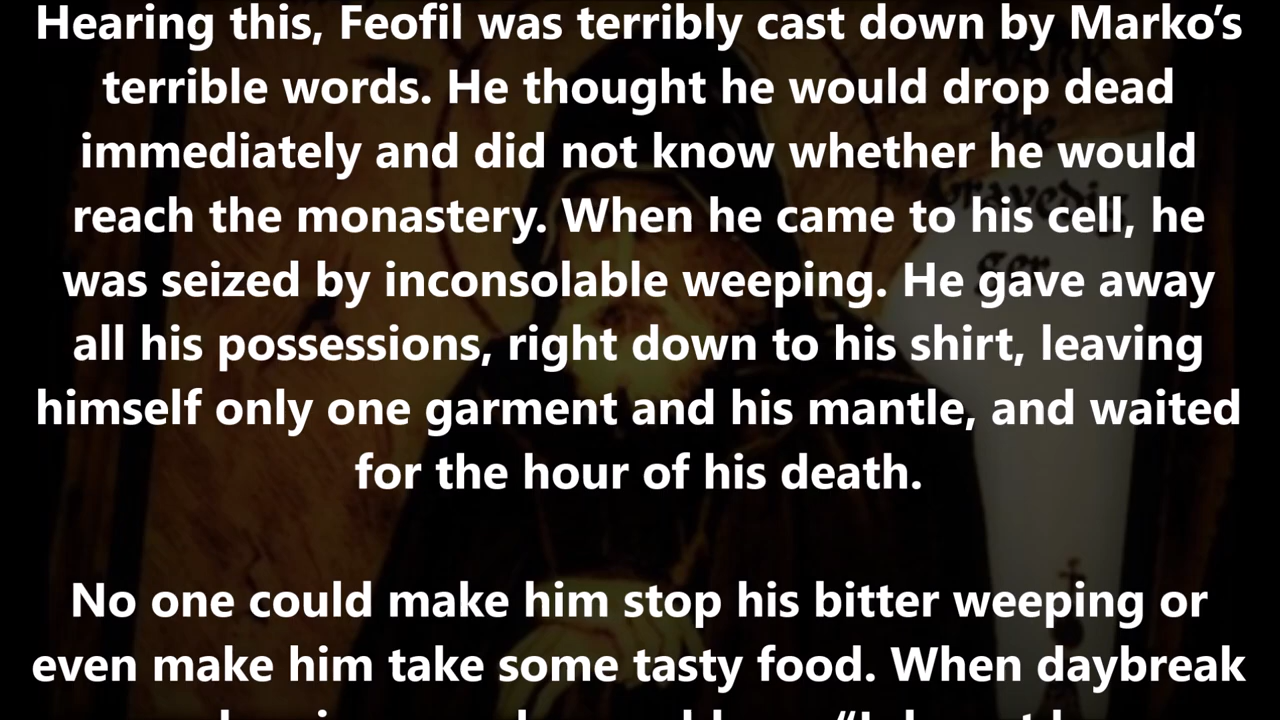 Hearing this, Feofil was terribly cast down by Marko’s
terrible words. He thought he would drop dead
immediately and did not know whether he would
reach the monastery. When he came to his cell, he
was seized by inconsolable weeping. He gave away
all his possessions, right down to his shirt, leaving
himself only one garment and his mantle, and waited
for the hour of his death.
No one could make him stop his bitter weeping or
even make him take some tasty food. When daybreak
MARK
the